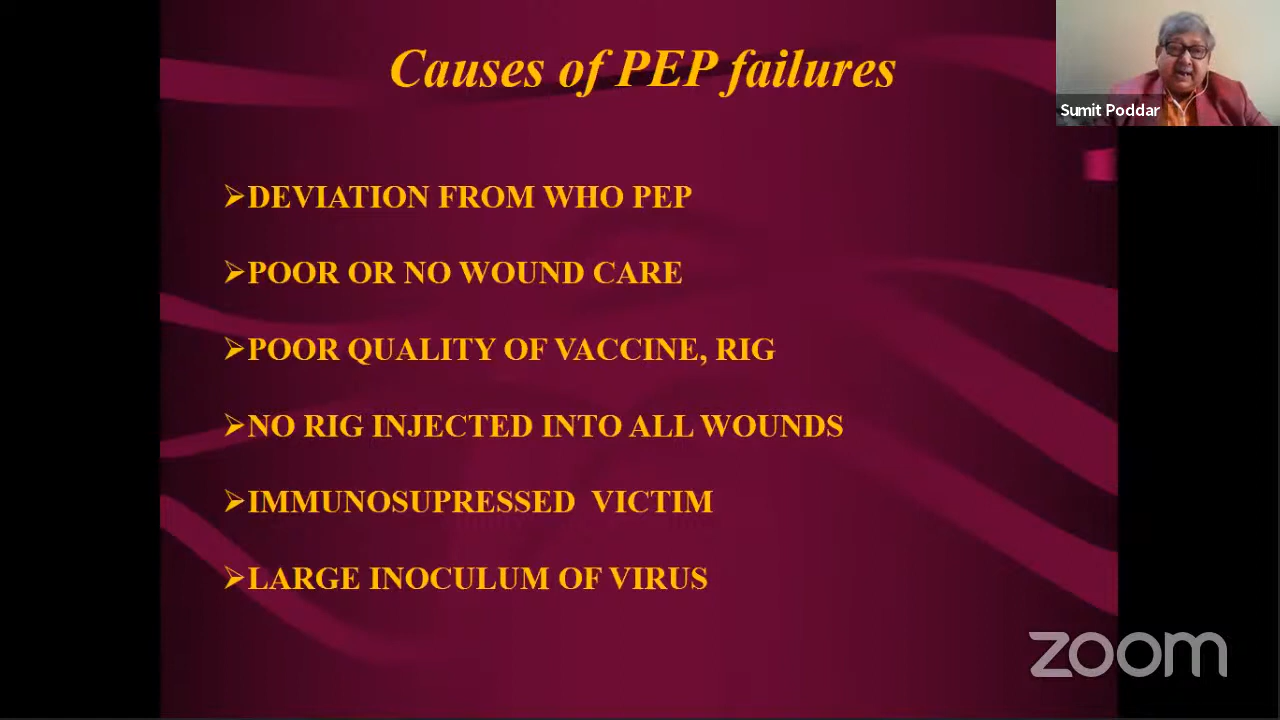 Causes of PEP failures
Sumit Poddar
➢DEVIATION FROM WHO PEP
➢POOR OR NO WOUND CARE
➢POOR QUALITY OF VACCINE, RIG
➢NO RIG INJECTED INTO ALL WOUNDS
➢IMMUNOSUPRESSED VICTIM
➢LARGE INOCULUM OF VIRUS
zoom